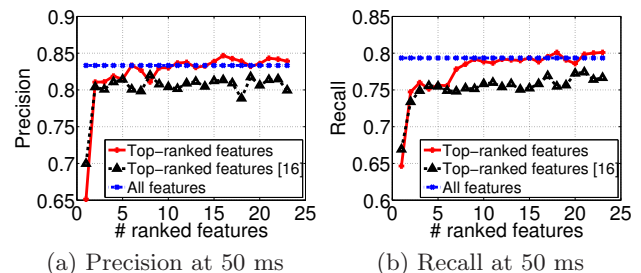 0.9
0.85
0.8
0.75
0.7
0.65
Precision
0 5 10 15 20 25
# ranked features
Top-ranked features
Top-ranked features [16]
All features
(a) Precision at 50 ms
0.9
0.85
0.8
0.75
0.7
0.65
0.6
Recall
0 5 10 15 20 25
# ranked features
Top-ranked features
Top-ranked features [16]
All features
(b) Recall at 50 ms